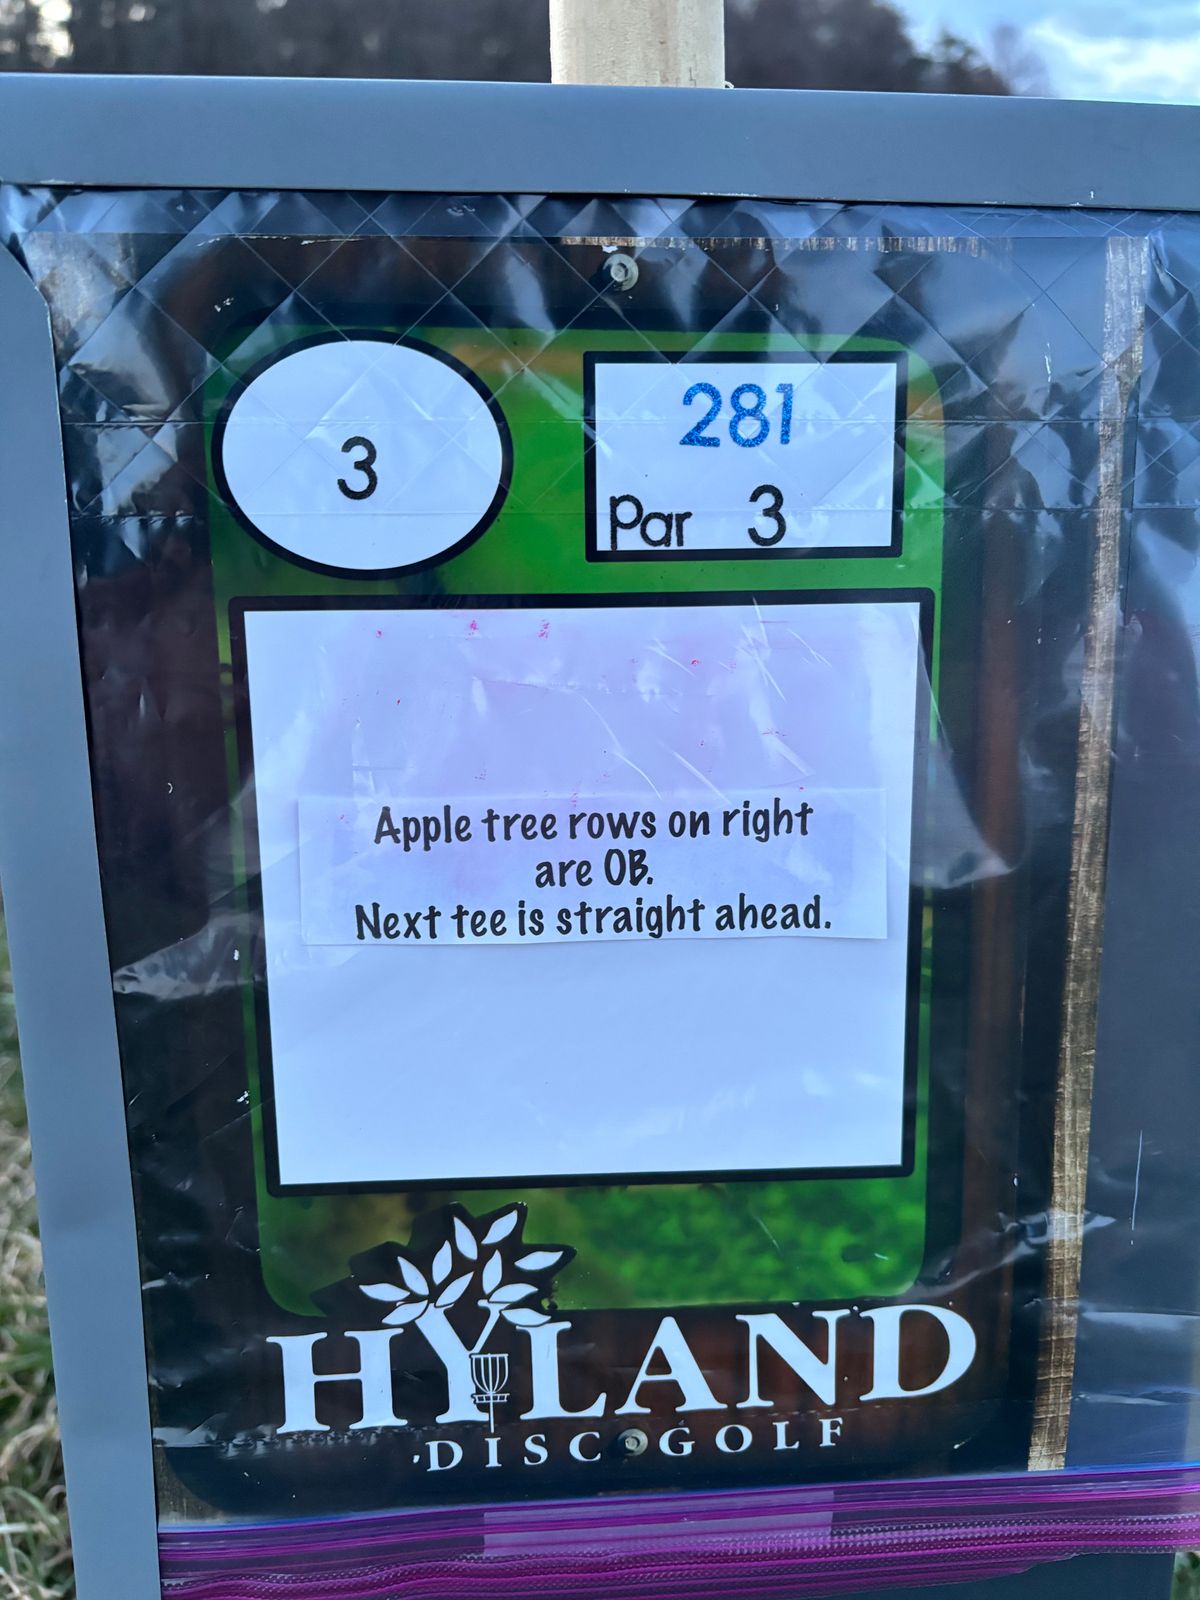 3
281
Par 3
Apple tree rows on right
are OB.
Next tee is straight ahead.
HYLAND
DISC GOLF